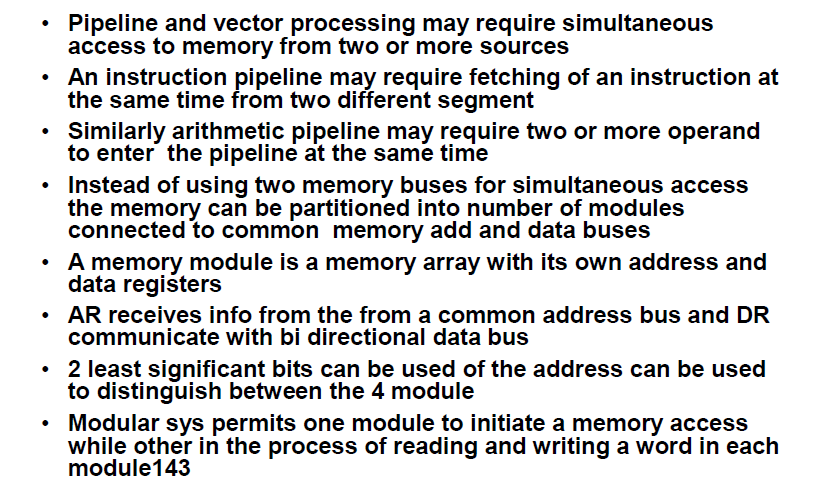 • Pipeline and vector processing may require simultaneous
access to memory from two or more sources
• An instruction pipeline may require fetching of an instruction at
the same time from two different segment
• Similarly arithmetic pipeline may require two or more operand
to enter the pipeline at the same time
• Instead of using two memory buses for simultaneous access
the memory can be partitioned into number of modules
connected to common memory add and data buses
• A memory module is a memory array with its own address and
data registers
• AR receives info from the from a common address bus and DR
communicate with bi directional data bus
• 2 least significant bits can be used of the address can be used
to distinguish between the 4 module
• Modular sys permits one module to initiate a memory access
while other in the process of reading and writing a word in each
module143